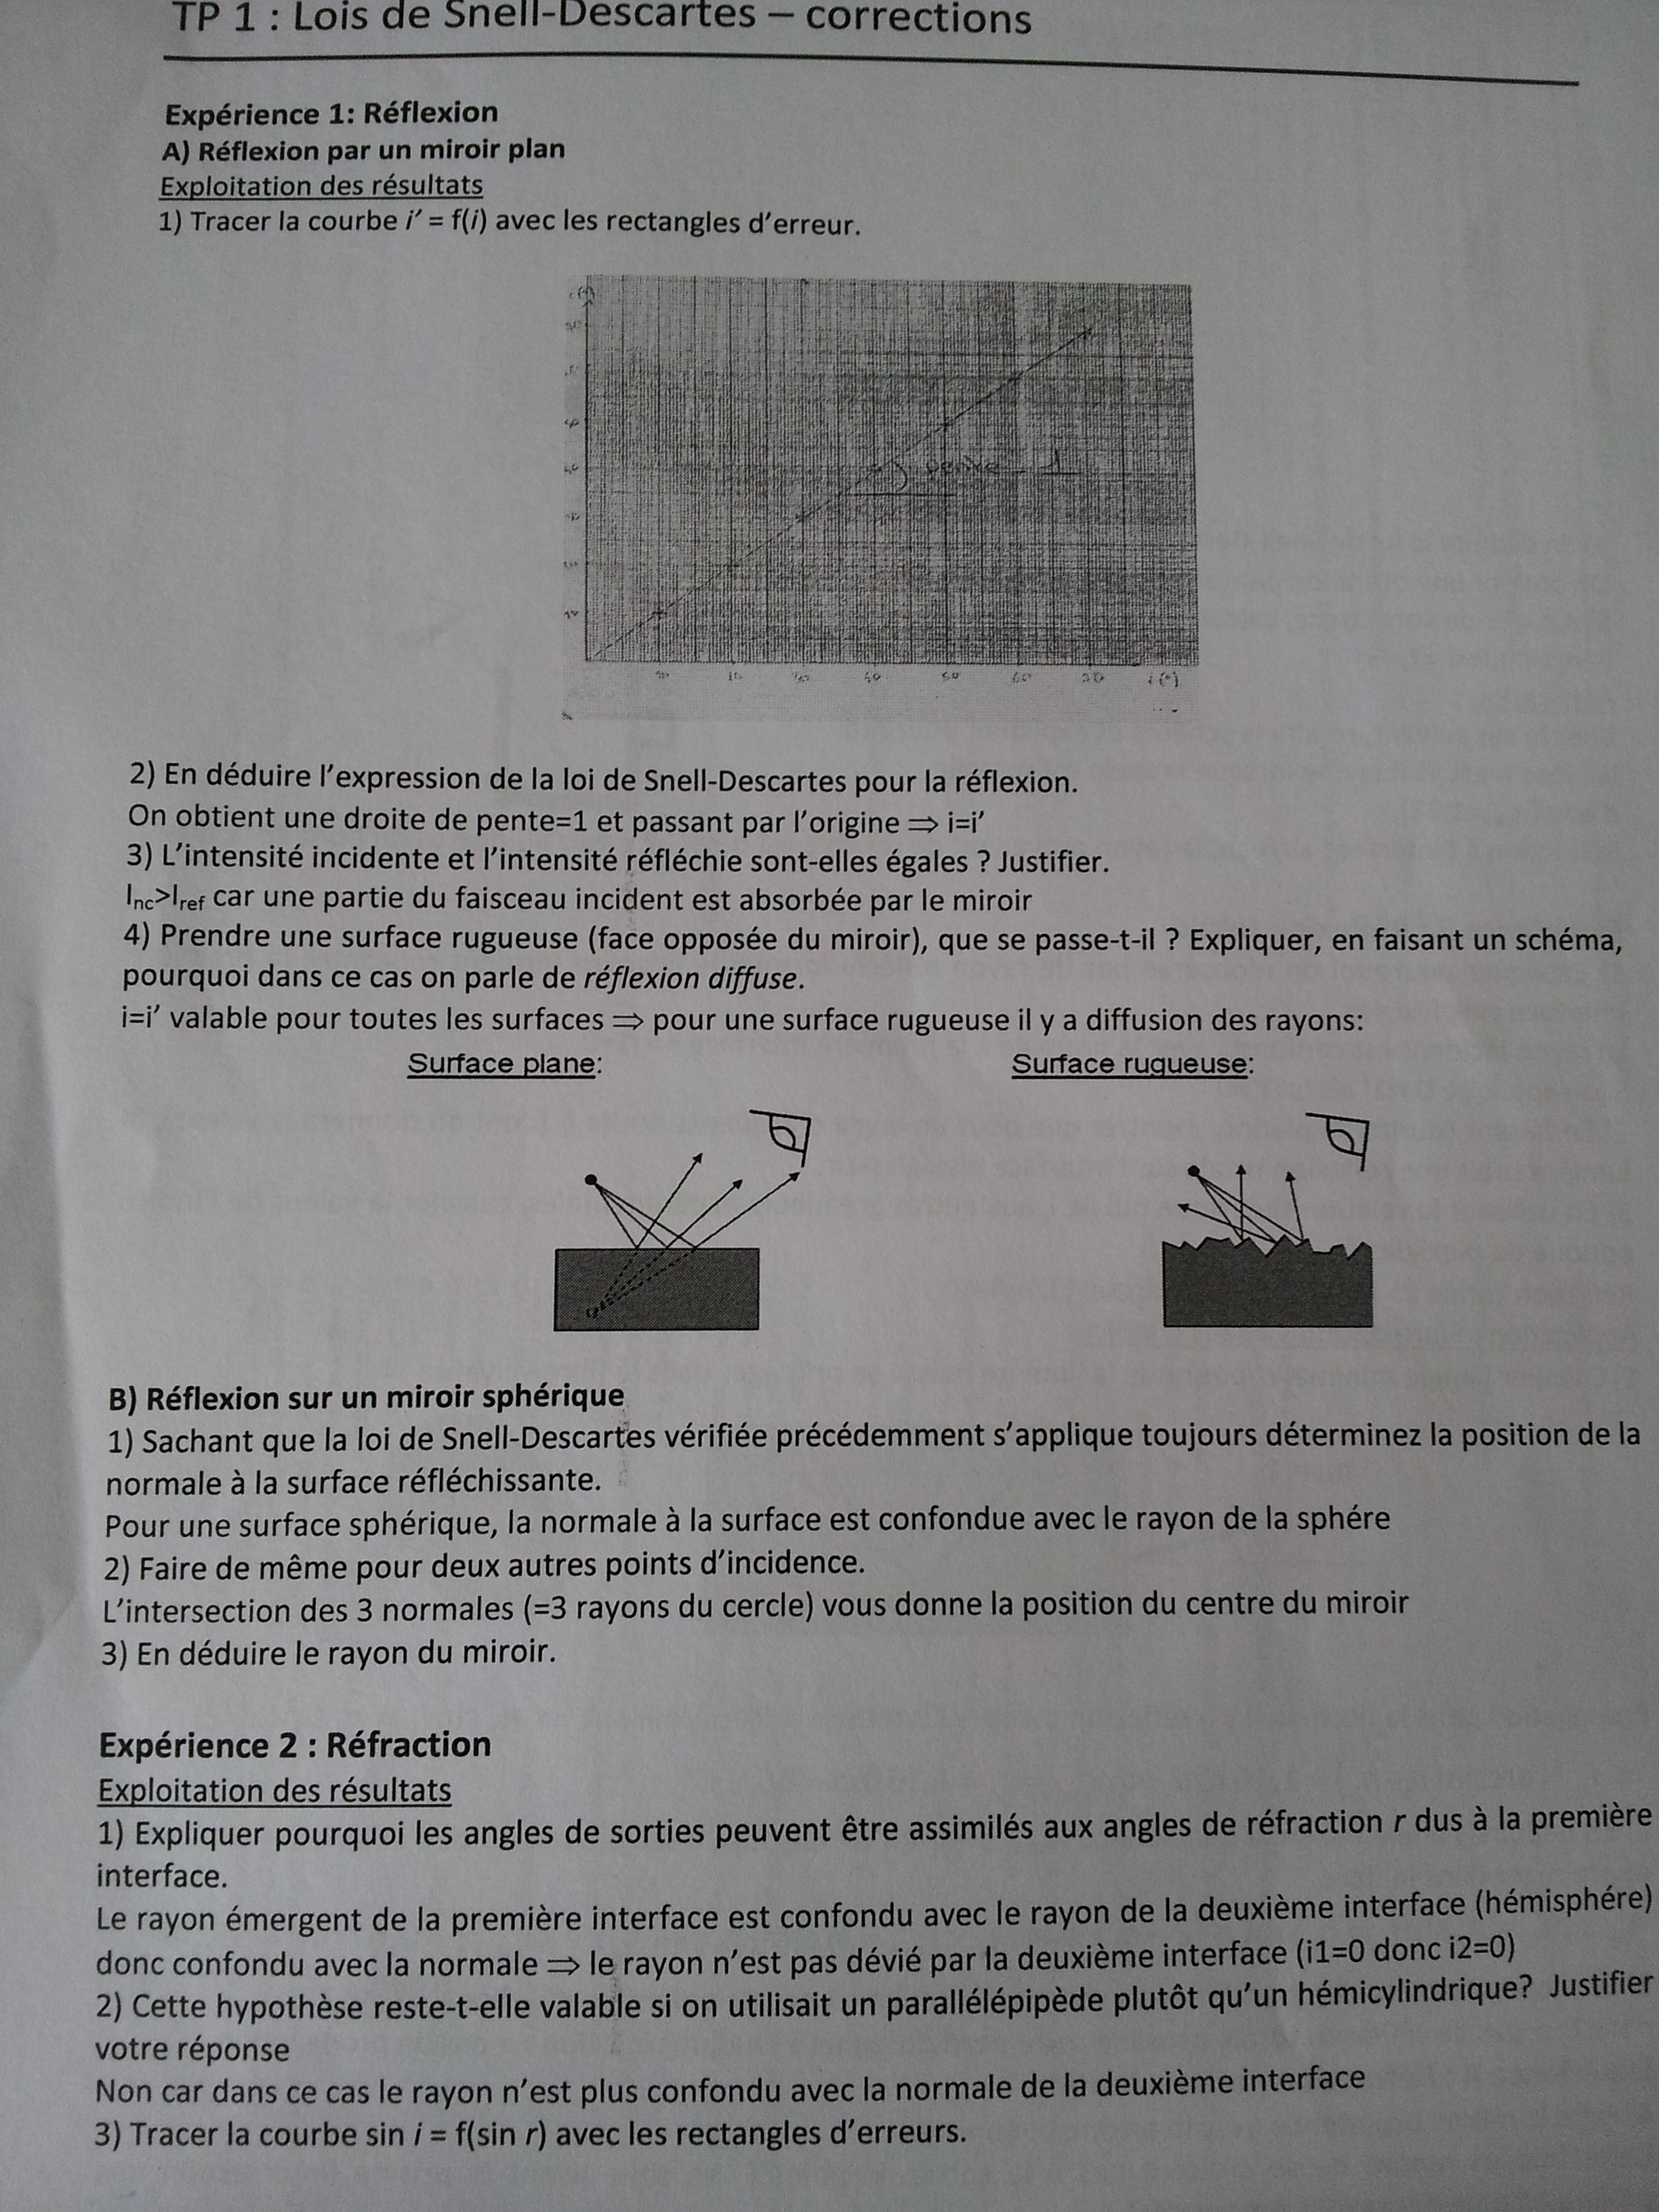 TP 1 : Lois de Snell-Descartes – corrections
Expérience 1: Réflexion
A) Réflexion par un miroir plan
Exploitation des résultats
1) Tracer la courbe i’ = f(i) avec les rectangles d’erreur.
pente = 1
40 50 60 i(°)
2) En déduire l’expression de la loi de Snell-Descartes pour la réflexion.
On obtient une droite de pente=1 et passant par l’origine ⇒ i=i’
3) L’intensité incidente et l’intensité réfléchie sont-elles égales ? Justifier.
Inc>Iref car une partie du faisceau incident est absorbée par le miroir
4) Prendre une surface rugueuse (face opposée du miroir), que se passe-t-il ? Expliquer, en faisant un schéma,
pourquoi dans ce cas on parle de réflexion diffuse.
i=i’ valable pour toutes les surfaces ⇒ pour une surface rugueuse il y a diffusion des rayons:
Surface plane: Surface rugueuse:
B) Réflexion sur un miroir sphérique
1) Sachant que la loi de Snell-Descartes vérifiée précédemment s’applique toujours déterminez la position de la
normale à la surface réfléchissante.
Pour une surface sphérique, la normale à la surface est confondue avec le rayon de la sphére
2) Faire de même pour deux autres points d’incidence.
L’intersection des 3 normales (=3 rayons du cercle) vous donne la position du centre du miroir
3) En déduire le rayon du miroir.
Expérience 2 : Réfraction
Exploitation des résultats
1) Expliquer pourquoi les angles de sorties peuvent être assimilés aux angles de réfraction r dus à la première
interface.
Le rayon émergent de la première interface est confondu avec le rayon de la deuxième interface (hémisphére)
donc confondu avec la normale ⇒ le rayon n’est pas dévié par la deuxième interface (i1=0 donc i2=0)
2) Cette hypothèse reste-t-elle valable si on utilisait un parallélépipède plutôt qu’un hémicylindrique? Justifier
votre réponse
Non car dans ce cas le rayon n’est plus confondu avec la normale de la deuxième interface
3) Tracer la courbe sin i = f(sin r) avec les rectangles d’erreurs.